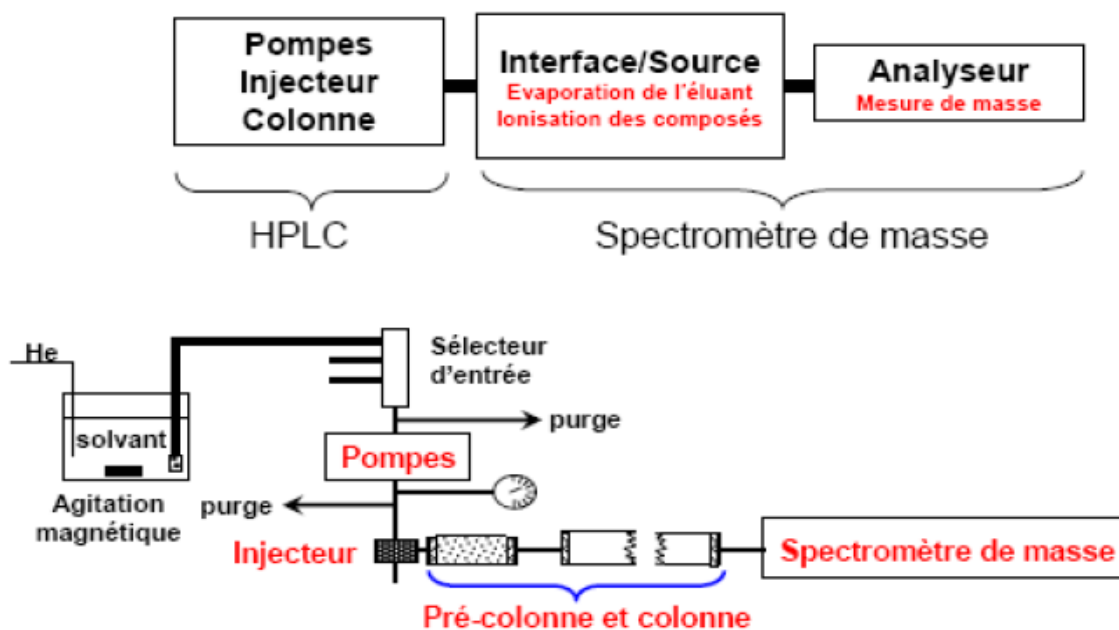 Pompes
Injecteur
Colonne
Interface/Source
Evaporation de l'éluant
Ionisation des composés
Analyseur
Mesure de masse
HPLC
Spectromètre de masse
He
solvant
Agitation
magnétique
Sélecteur
d'entrée
purge
Pompes
purge
Injecteur
Spectromètre de masse
Pré-colonne et colonne